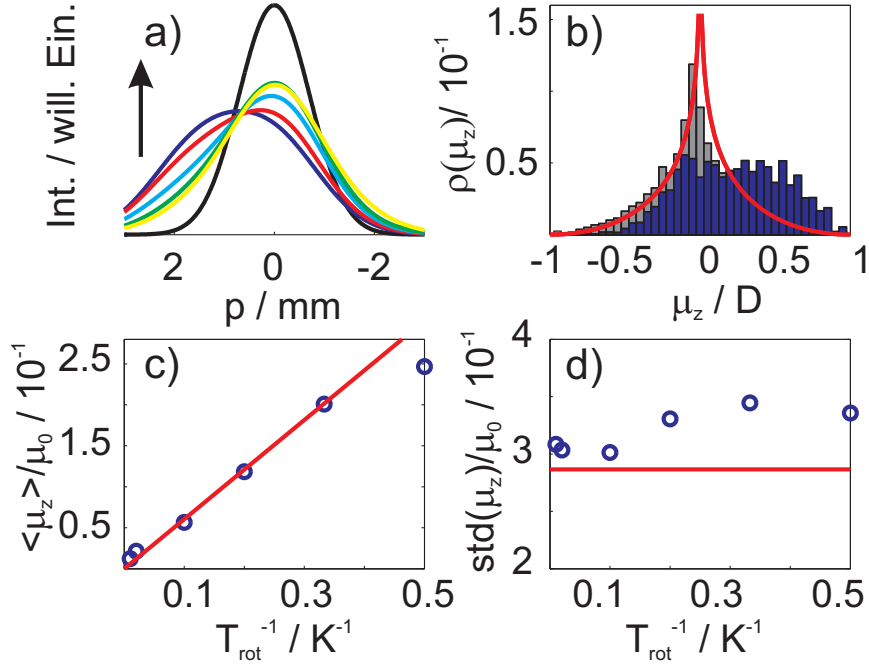 a)
Int. / will. Ein.
2 0 -2
p / mm
b)
ρ(μz)/ 10-1
1.5
0.5
-1 -0.5 0 0.5 1
μz / D
c)
<μz>/μ0 / 10-1
2.5
1.5
0.5
0.1 0.3 0.5
Trot-1 / K-1
d)
std(μz)/μ0 / 10-1
4
3
2
0.1 0.3 0.5
Trot-1 / K-1